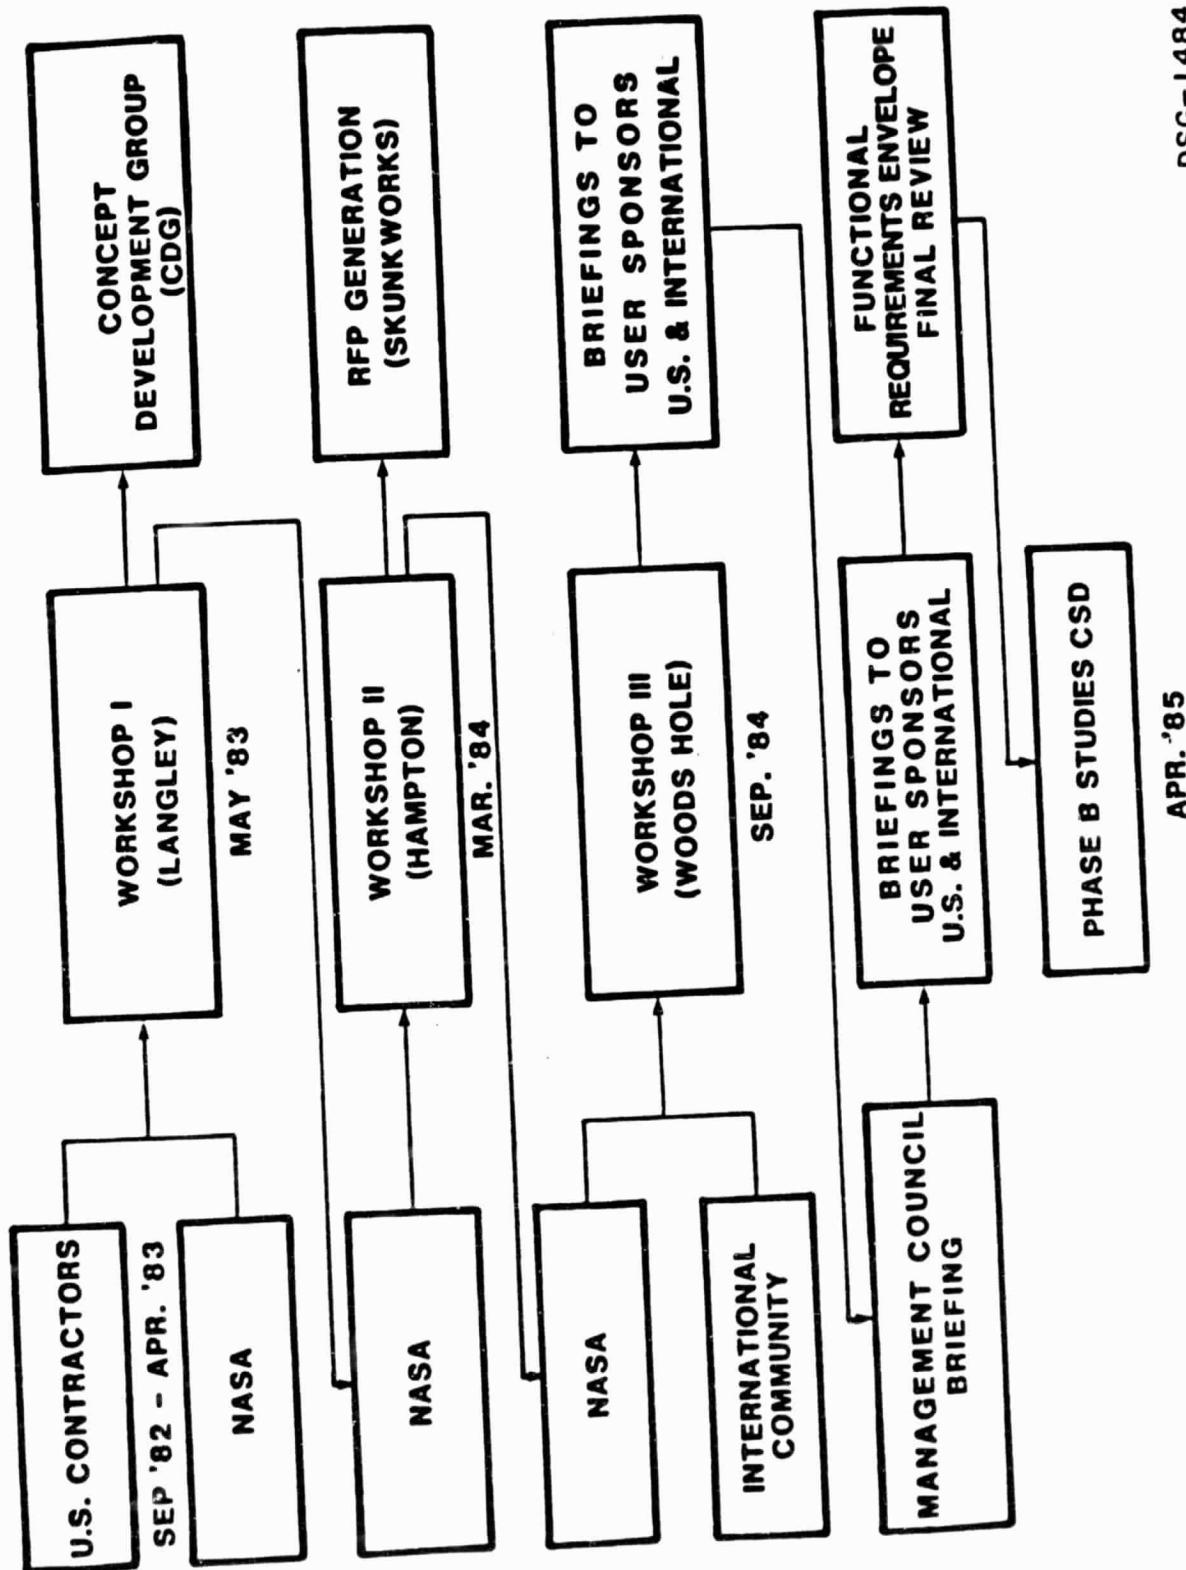 U.S. CONTRACTORS
SEP '82 - APR. '83
NASA
WORKSHOP I
(LANGLEY)
MAY '83
CONCEPT
DEVELOPMENT GROUP
(CDG)
NASA
WORKSHOP II
(HAMPTON)
MAR. '84
RFP GENERATION
(SKUNKWORKS)
NASA
INTERNATIONAL
COMMUNITY
WORKSHOP III
(WOODS HOLE)
SEP. '84
BRIEFINGS TO
USER SPONSORS
U.S. & INTERNATIONAL
MANAGEMENT COUNCIL
BRIEFING
BRIEFINGS TO
USER SPONSORS
U.S. & INTERNATIONAL
FUNCTIONAL
REQUIREMENTS ENVELOPE
FINAL REVIEW
PHASE B STUDIES CSD
APR. '85